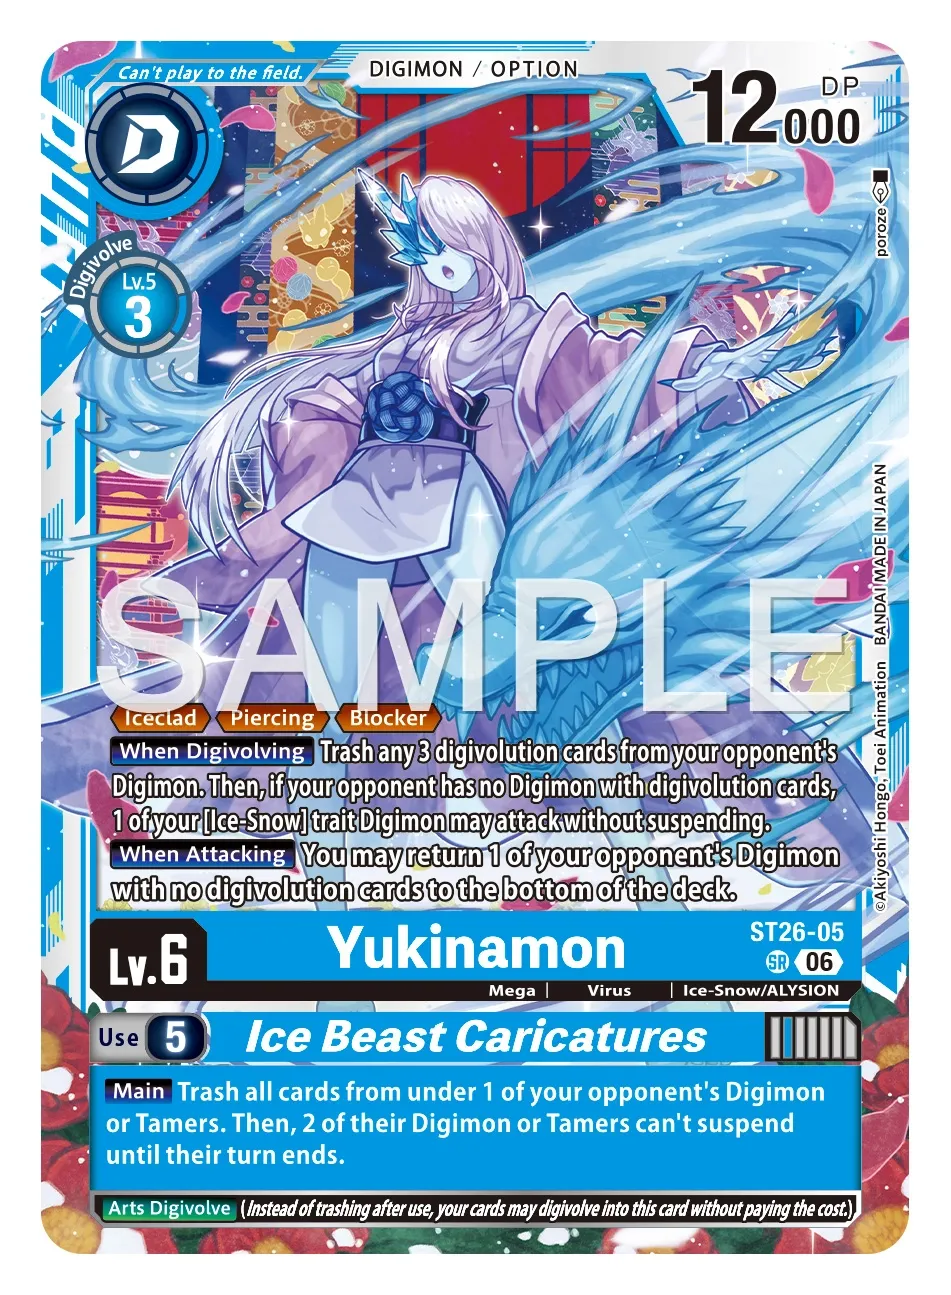 Can't play to the field.
DIGIMON / OPTION
12000
DP
poroze
Digivolve
Lv.5
3
SAMPLE
BANDAI MADE IN JAPAN
©Akiyoshi Hongo, Toei Animation
Iceclad Piercing Blocker
When Digivolving Trash any 3 digivolution cards from your opponent's
Digimon. Then, if your opponent has no Digimon with digivolution cards,
1 of your [Ice-Snow] trait Digimon may attack without suspending.
When Attacking You may return 1 of your opponent's Digimon
with no digivolution cards to the bottom of the deck.
Lv.6
Yukinamon
ST26-05
SR 06
Mega | Virus | Ice-Snow/ALYSION
Use 5 Ice Beast Caricatures
Main Trash all cards from under 1 of your opponent's Digimon
or Tamers. Then, 2 of their Digimon or Tamers can't suspend
until their turn ends.
Arts Digivolve (Instead of trashing after use, your cards may digivolve into this card without paying the cost.)